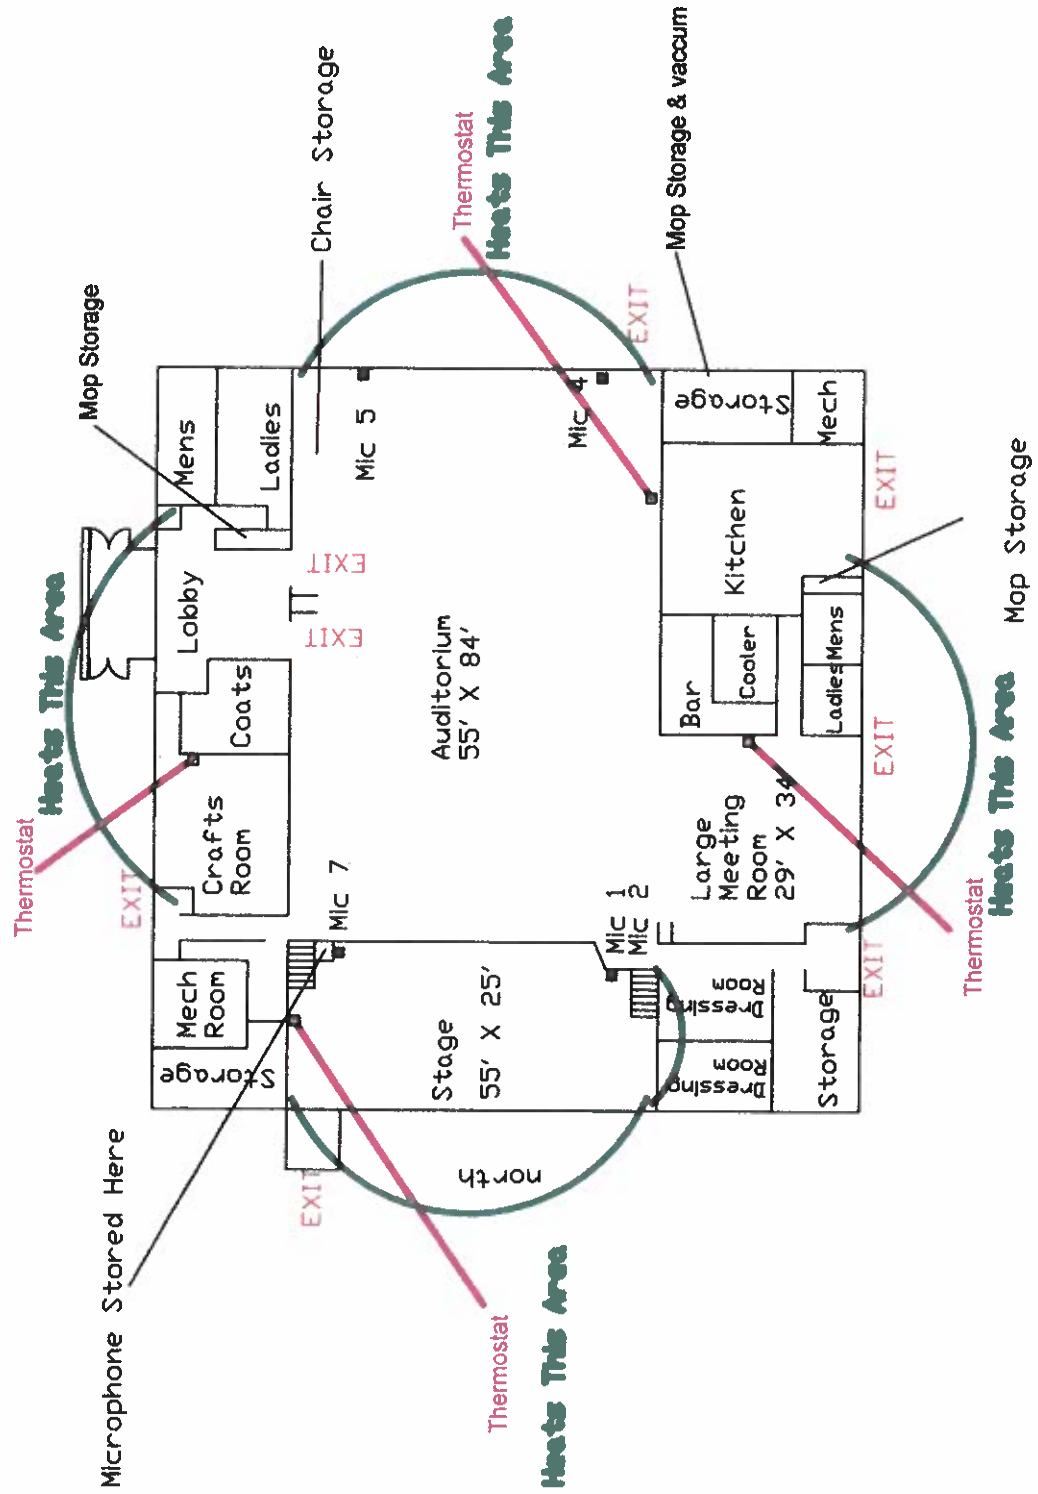 Microphone Stored Here
Thermostat
Heats This Area
Mop Storage
Chair Storage
Thermostat
Heats This Area
Mop Storage & vaccum
EXIT
Mech
Room
Storage
Crafts
Room
Coats
Lobby
Mens
Ladies
EXIT
EXIT
Mic 7
Mic 5
Mic 4
EXIT
EXIT
north
Stage
55' X 25'
Auditorium
55' X 84'
Mic 1
Mic 2
Dressing
Room
Dressing
Room
Storage
Large
Meeting
Room
29' X 34
Bar
Cooler
Kitchen
Storage
Mech
Ladies
Mens
EXIT
EXIT
EXIT
Mop Storage
Thermostat
Heats This Area
Thermostat
Heats This Area